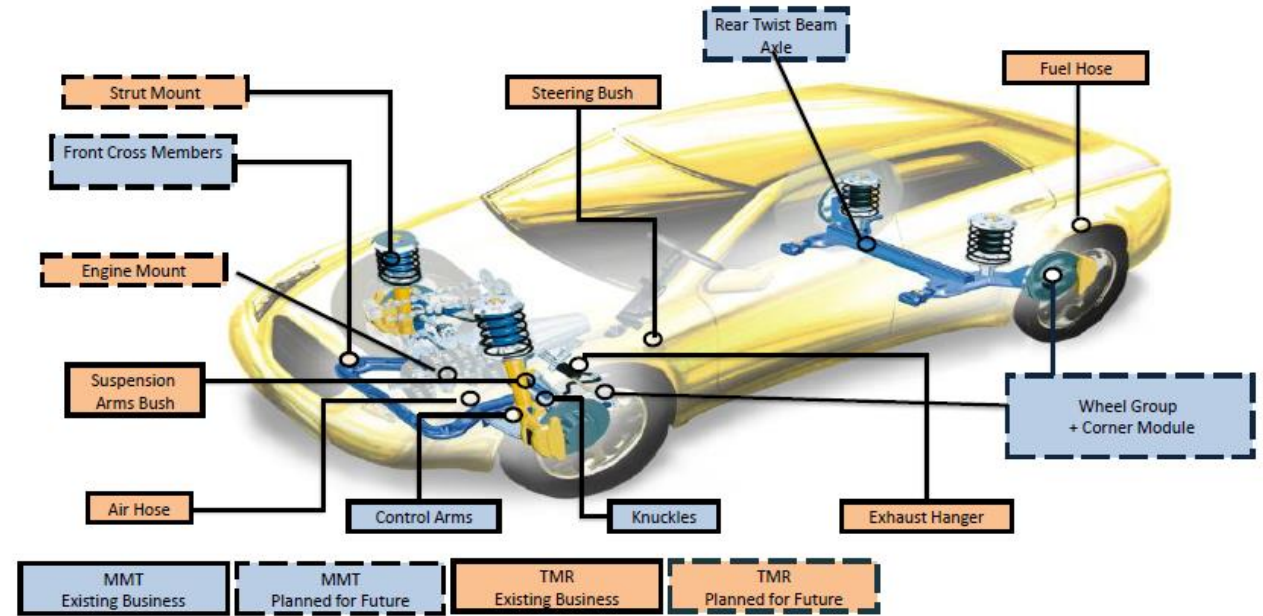 Rear Twist Beam
Axle
Fuel Hose
Strut Mount
Steering Bush
Front Cross Members
Engine Mount
Suspension
Arms Bush
Wheel Group
+ Corner Module
Air Hose
Control Arms
Knuckles
Exhaust Hanger
MMT
Existing Business
MMT
Planned for Future
TMR
Existing Business
TMR
Planned for Future